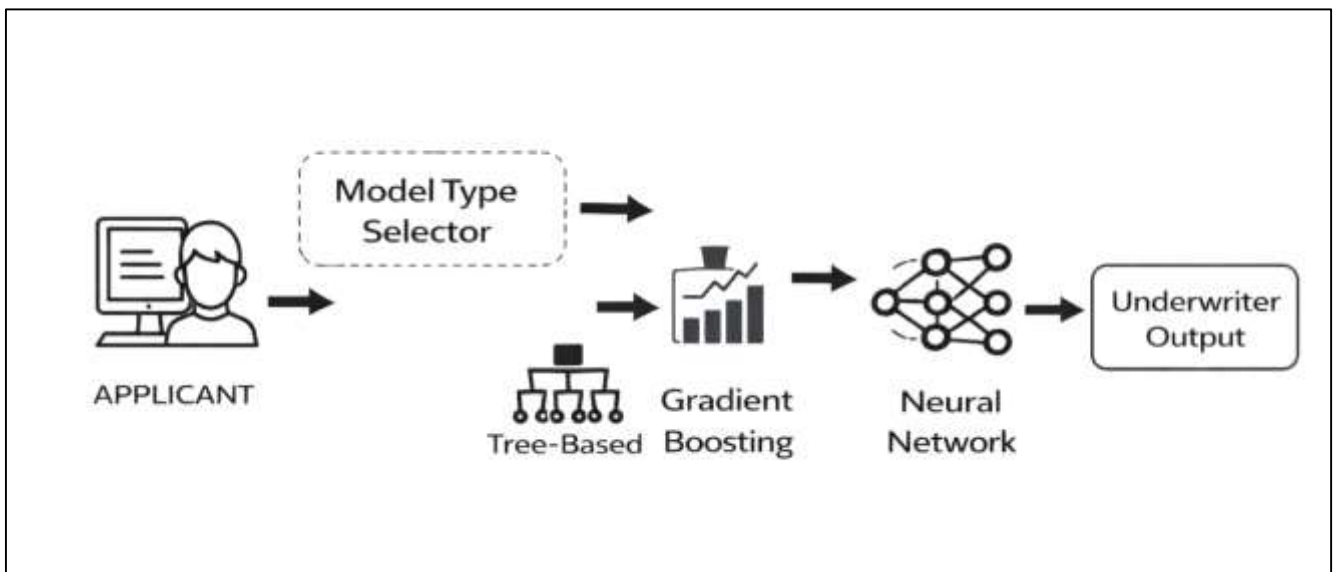 Model Type
Selector
APPLICANT
Tree-Based
Gradient
Boosting
Neural
Network
Underwriter
Output